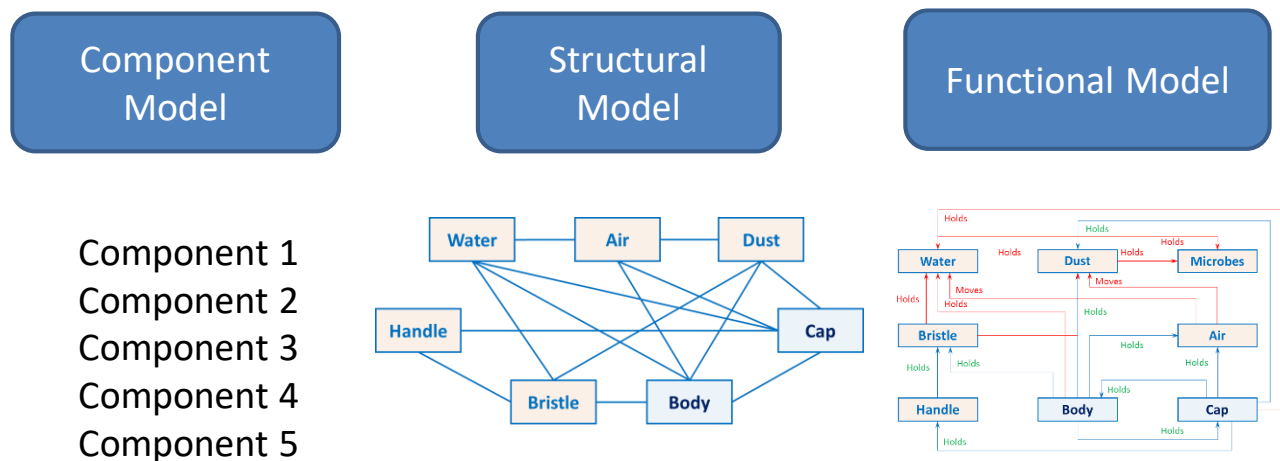 Component
Model
Structural
Model
Functional Model
Component 1
Component 2
Component 3
Component 4
Component 5
Water
Air
Dust
Handle
Cap
Bristle
Body
Holds
Holds
Holds
Holds
Holds
Water
Dust
Holds
Microbes
Moves
Moves
Holds
Holds
Holds
Bristle
Air
Holds
Holds
Holds
Holds
Handle
Body
Holds
Cap
Holds
Holds